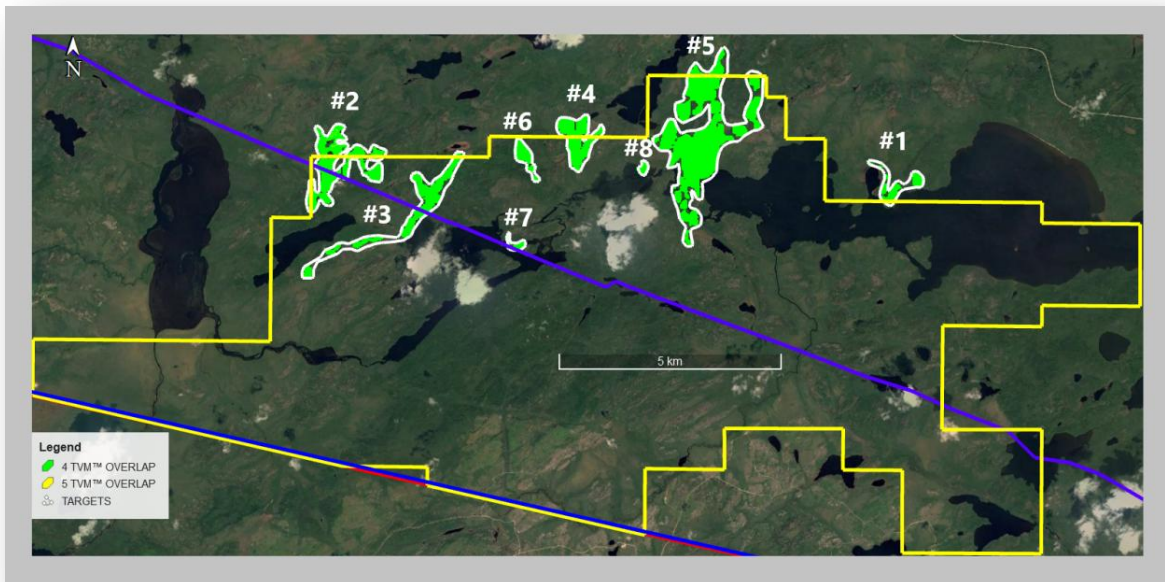 N
#5
#2
#4
#6
#8
#1
#3
#7
5 km
Legend
4 TVM™ OVERLAP
5 TVM™ OVERLAP
TARGETS